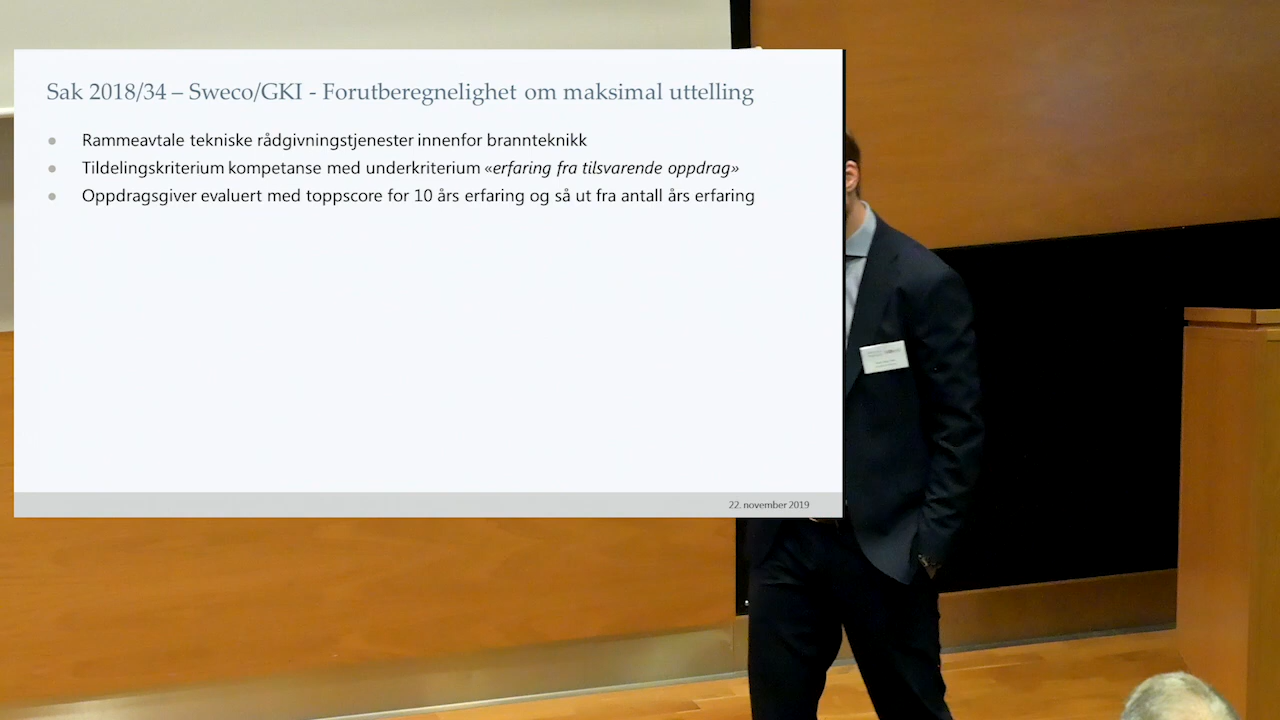 Sak 2018/34 – Sweco/GKI - Forutberegnelighet om maksimal uttelling
● Rammeavtale tekniske rådgivningstjenester innenfor brannteknikk
● Tildelingskriterium kompetanse med underkriterium «erfaring fra tilsvarende oppdrag»
● Oppdragsgiver evaluert med toppscore for 10 års erfaring og så ut fra antall års erfaring
22. november 2019